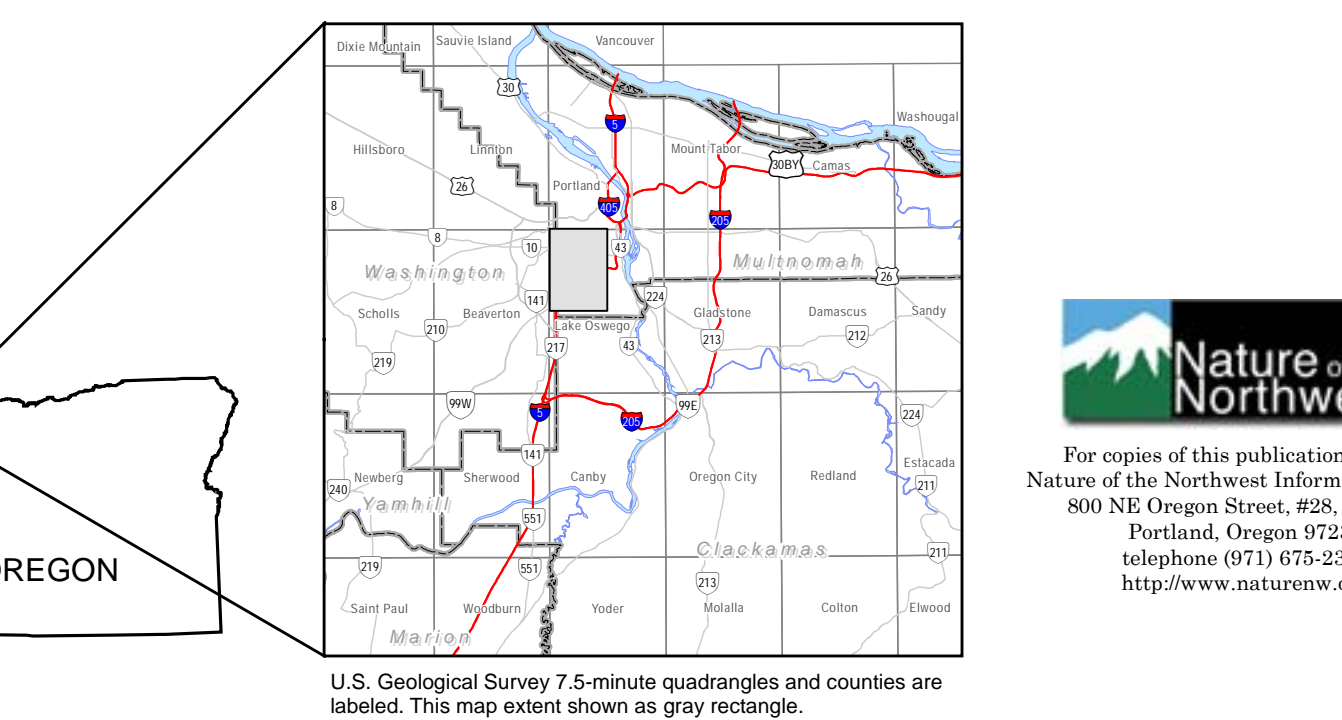 Dixie Mountain
Sauvie Island
Vancouver
30
Washougal
5
Hillsboro
Linnton
Mount Tabor
30BY
Camas
26
Portland
8
405
205
8
10
43
Washington
Multnomah
26
141
224
Scholls
Beaverton
Gladstone
Damascus
Sandy
210
Lake Oswego
217
43
213
212
219
99W
5
205
99E
224
141
Newberg
Sherwood
Canby
Oregon City
Redland
Estacada
240
211
Yamhill
551
Clackamas
211
219
551
213
Saint Paul
Woodburn
Yoder
Molalla
Colton
Elwood
Marion
U.S. Geological Survey 7.5-minute quadrangles and counties are
labeled. This map extent shown as gray rectangle.
REGON
Nature o
Northwe
For copies of this publication
Nature of the Northwest Inform
800 NE Oregon Street, #28,
Portland, Oregon 9723
telephone (971) 675-23
http://www.naturenw.o